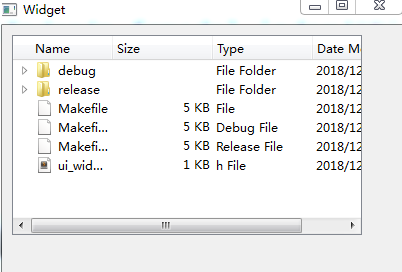 Widget
Name Size Type Date M
debug File Folder 2018/12
release File Folder 2018/12
Makefile 5 KB File 2018/12
Makefi... 5 KB Debug File 2018/12
Makefi... 5 KB Release File 2018/12
ui_wid... 1 KB h File 2018/12